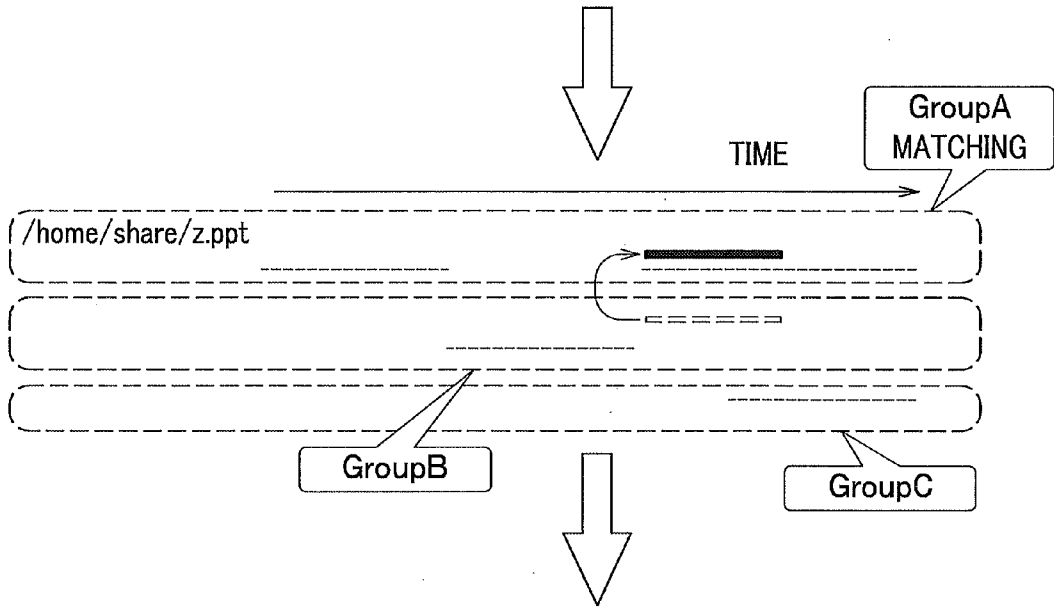 GroupA
MATCHING
TIME
/home/share/z.ppt
GroupB
GroupC